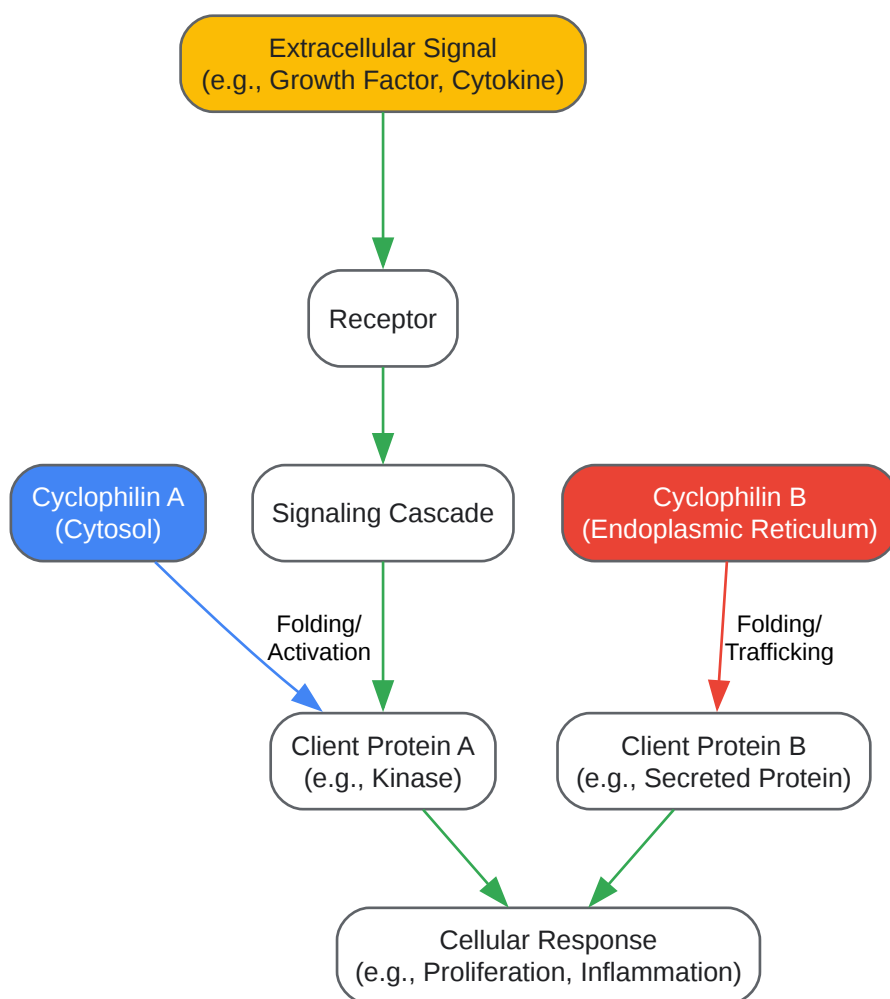 Extracellular Signal
(e.g., Growth Factor, Cytokine)
Receptor
Cyclophilin A
(Cytosol)
Signaling Cascade
Cyclophilin B
(Endoplasmic Reticulum)
Folding/
Activation
Folding/
Trafficking
Client Protein A
(e.g., Kinase)
Client Protein B
(e.g., Secreted Protein)
Cellular Response
(e.g., Proliferation, Inflammation)